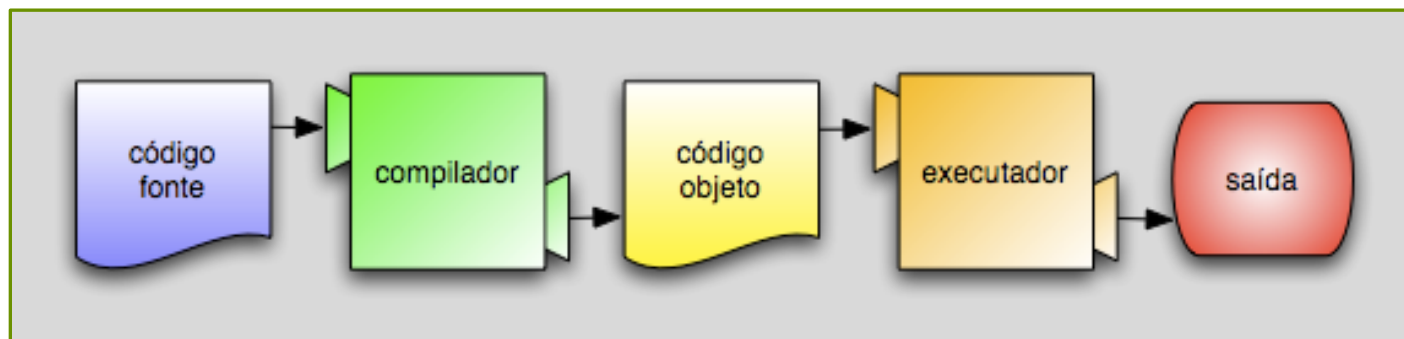 código
fonte
compilador
código
objeto
executador
saída